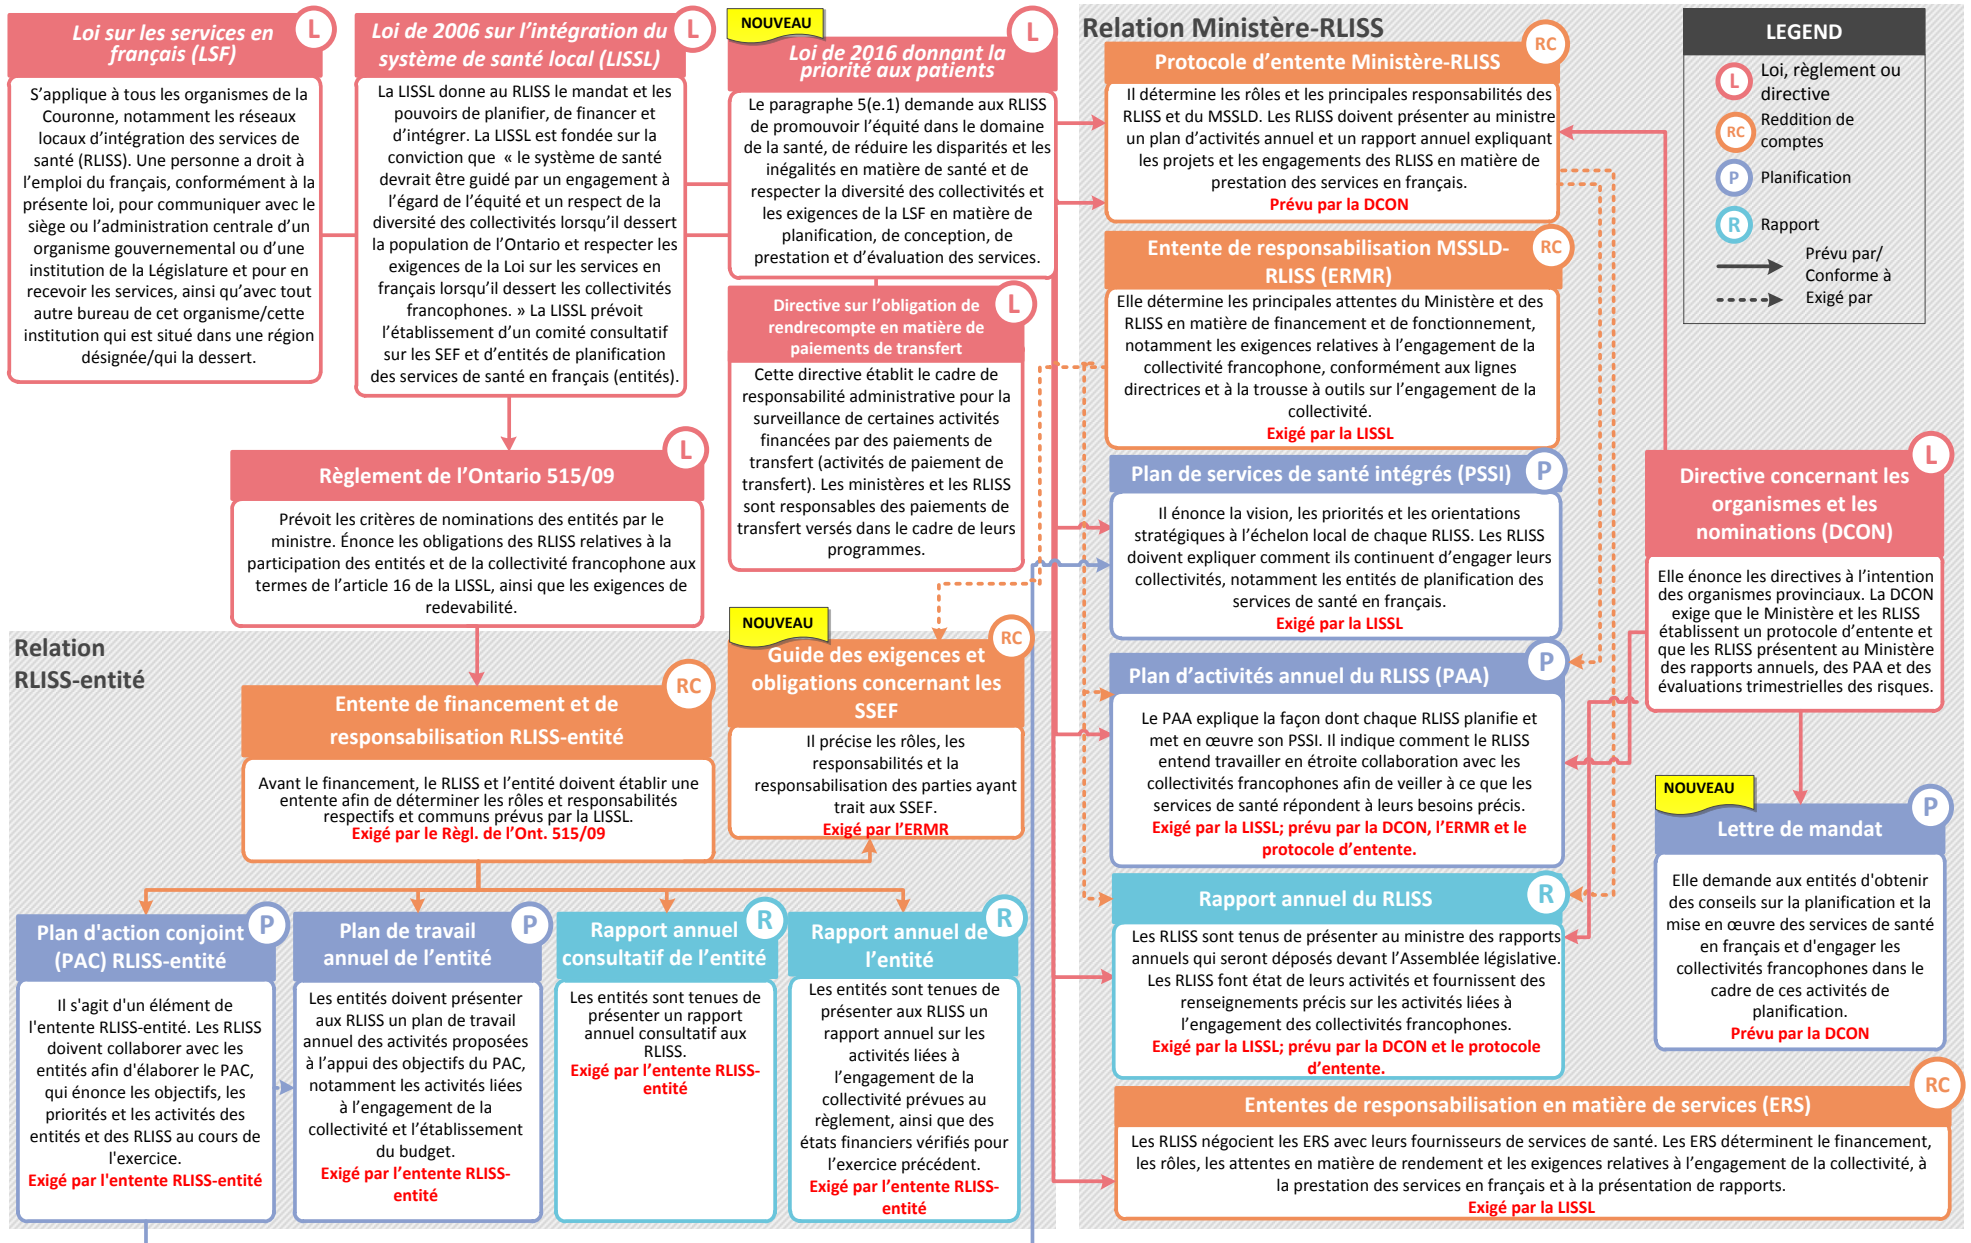 Loi sur les services en
français (LSF)
L
S’applique à tous les organismes de la
Couronne, notamment les réseaux
locaux d’intégration des services de
santé (RLISS). Une personne a droit à
l’emploi du français, conformément à la
présente loi, pour communiquer avec le
siège ou l’administration centrale d’un
organisme gouvernemental ou d’une
institution de la Législature et pour en
recevoir les services, ainsi qu’avec tout
autre bureau de cet organisme/cette
institution qui est situé dans une région
désignée/qui la dessert.
Loi de 2006 sur l’intégration du
système de santé local (LISSL)
L
La LISSL donne au RLISS le mandat et les
pouvoirs de planifier, de financer et
d’intégrer. La LISSL est fondée sur la
conviction que « le système de santé
devrait être guidé par un engagement à
l’égard de l’équité et un respect de la
diversité des collectivités lorsqu’il dessert
la population de l’Ontario et respecter les
exigences de la Loi sur les services en
français lorsqu’il dessert les collectivités
francophones. » La LISSL prévoit
l’établissement d’un comité consultatif
sur les SEF et d’entités de planification
des services de santé en français (entités).
NOUVEAU
Loi de 2016 donnant la
priorité aux patients
L
Le paragraphe 5(e.1) demande aux RLISS
de promouvoir l’équité dans le domaine
de la santé, de réduire les disparités et les
inégalités en matière de santé et de
respecter la diversité des collectivités et
les exigences de la LSF en matière de
planification, de conception, de
prestation et d’évaluation des services.
Directive sur l’obligation de
rendrecompte en matière de
paiements de transfert
L
Cette directive établit le cadre de
responsabilité administrative pour la
surveillance de certaines activités
financées par des paiements de
transfert (activités de paiement de
transfert). Les ministères et les RLISS
sont responsables des paiements de
transfert versés dans le cadre de leurs
programmes.
Règlement de l’Ontario 515/09
L
Prévoit les critères de nominations des entités par le
ministre. Énonce les obligations des RLISS relatives à la
participation des entités et de la collectivité francophone aux
termes de l’article 16 de la LISSL, ainsi que les exigences de
redevabilité.
Relation
RLISS-entité
Entente de financement et de
responsabilisation RLISS-entité
RC
Avant le financement, le RLISS et l’entité doivent établir une
entente afin de déterminer les rôles et responsabilités
respectifs et communs prévus par la LISSL.
Exigé par le Règl. de l’Ont. 515/09
NOUVEAU
Guide des exigences et
obligations concernant les
SSEF
RC
Il précise les rôles, les
responsabilités et la
responsabilisation des parties ayant
trait aux SSEF.
Exigé par l’ERMR
Plan d'action conjoint
(PAC) RLISS-entité
P
Il s'agit d'un élément de
l'entente RLISS-entité. Les RLISS
doivent collaborer avec les
entités afin d'élaborer le PAC,
qui énonce les objectifs, les
priorités et les activités des
entités et des RLISS au cours de
l'exercice.
Exigé par l'entente RLISS-entité
Plan de travail
annuel de l’entité
P
Les entités doivent présenter
aux RLISS un plan de travail
annuel des activités proposées
à l’appui des objectifs du PAC,
notamment les activités liées
à l’engagement de la
collectivité et l’établissement
du budget.
Exigé par l’entente RLISS-
entité
Rapport annuel
consultatif de l’entité
R
Les entités sont tenues de
présenter un rapport
annuel consultatif aux
RLISS.
Exigé par l’entente RLISS-
entité
Rapport annuel de
l’entité
R
Les entités sont tenues de
présenter aux RLISS un
rapport annuel sur les
activités liées à
l’engagement de la
collectivité prévues au
règlement, ainsi que des
états financiers vérifiés pour
l’exercice précédent.
Exigé par l’entente RLISS-
entité
Relation Ministère-RLISS
Protocole d’entente Ministère-RLISS
RC
Il détermine les rôles et les principales responsabilités des
RLISS et du MSSLD. Les RLISS doivent présenter au ministre
un plan d’activités annuel et un rapport annuel expliquant
les projets et les engagements des RLISS en matière de
prestation des services en français.
Prévu par la DCON
Entente de responsabilisation MSSLD-
RLISS (ERMR)
RC
Elle détermine les principales attentes du Ministère et des
RLISS en matière de financement et de fonctionnement,
notamment les exigences relatives à l’engagement de la
collectivité francophone, conformément aux lignes
directrices et à la trousse à outils sur l’engagement de la
collectivité.
Exigé par la LISSL
Plan de services de santé intégrés (PSSI)
P
Il énonce la vision, les priorités et les orientations
stratégiques à l’échelon local de chaque RLISS. Les RLISS
doivent expliquer comment ils continuent d’engager leurs
collectivités, notamment les entités de planification des
services de santé en français.
Exigé par la LISSL
Plan d’activités annuel du RLISS (PAA)
P
Le PAA explique la façon dont chaque RLISS planifie et
met en œuvre son PSSI. Il indique comment le RLISS
entend travailler en étroite collaboration avec les
collectivités francophones afin de veiller à ce que les
services de santé répondent à leurs besoins précis.
Exigé par la LISSL; prévu par la DCON, l’ERMR et le
protocole d’entente.
Rapport annuel du RLISS
R
Les RLISS sont tenus de présenter au ministre des rapports
annuels qui seront déposés devant l’Assemblée législative.
Les RLISS font état de leurs activités et fournissent des
renseignements précis sur les activités liées à
l’engagement des collectivités francophones.
Exigé par la LISSL; prévu par la DCON et le protocole
d’entente.
Ententes de responsabilisation en matière de services (ERS)
RC
Les RLISS négocient les ERS avec leurs fournisseurs de services de santé. Les ERS déterminent le financement,
les rôles, les attentes en matière de rendement et les exigences relatives à l’engagement de la collectivité, à
la prestation des services en français et à la présentation de rapports.
Exigé par la LISSL
LEGEND
L
Loi, règlement ou
directive
RC
Reddition de
comptes
P
Planification
R
Rapport
Prévu par/
Conforme à
Exigé par
Directive concernant les
organismes et les
nominations (DCON)
L
Elle énonce les directives à l’intention
des organismes provinciaux. La DCON
exige que le Ministère et les RLISS
établissent un protocole d’entente et
que les RLISS présentent au Ministère
des rapports annuels, des PAA et des
évaluations trimestrielles des risques.
NOUVEAU
Lettre de mandat
P
Elle demande aux entités d'obtenir
des conseils sur la planification et la
mise en œuvre des services de santé
en français et d'engager les
collectivités francophones dans le
cadre de ces activités de
planification.
Prévu par la DCON